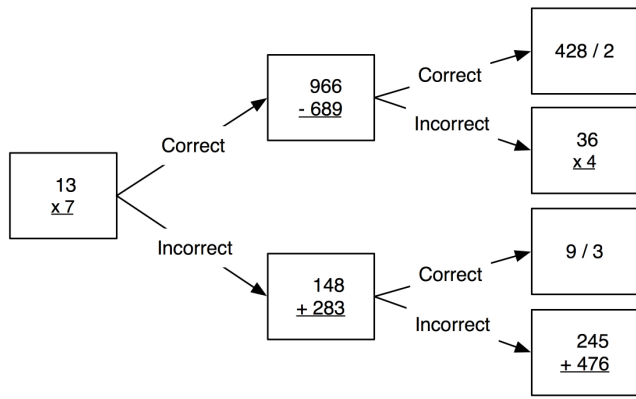 13
x 7
Correct
Incorrect
966
- 689
148
+ 283
Correct
Incorrect
Correct
Incorrect
428 / 2
36
x 4
9 / 3
245
+ 476